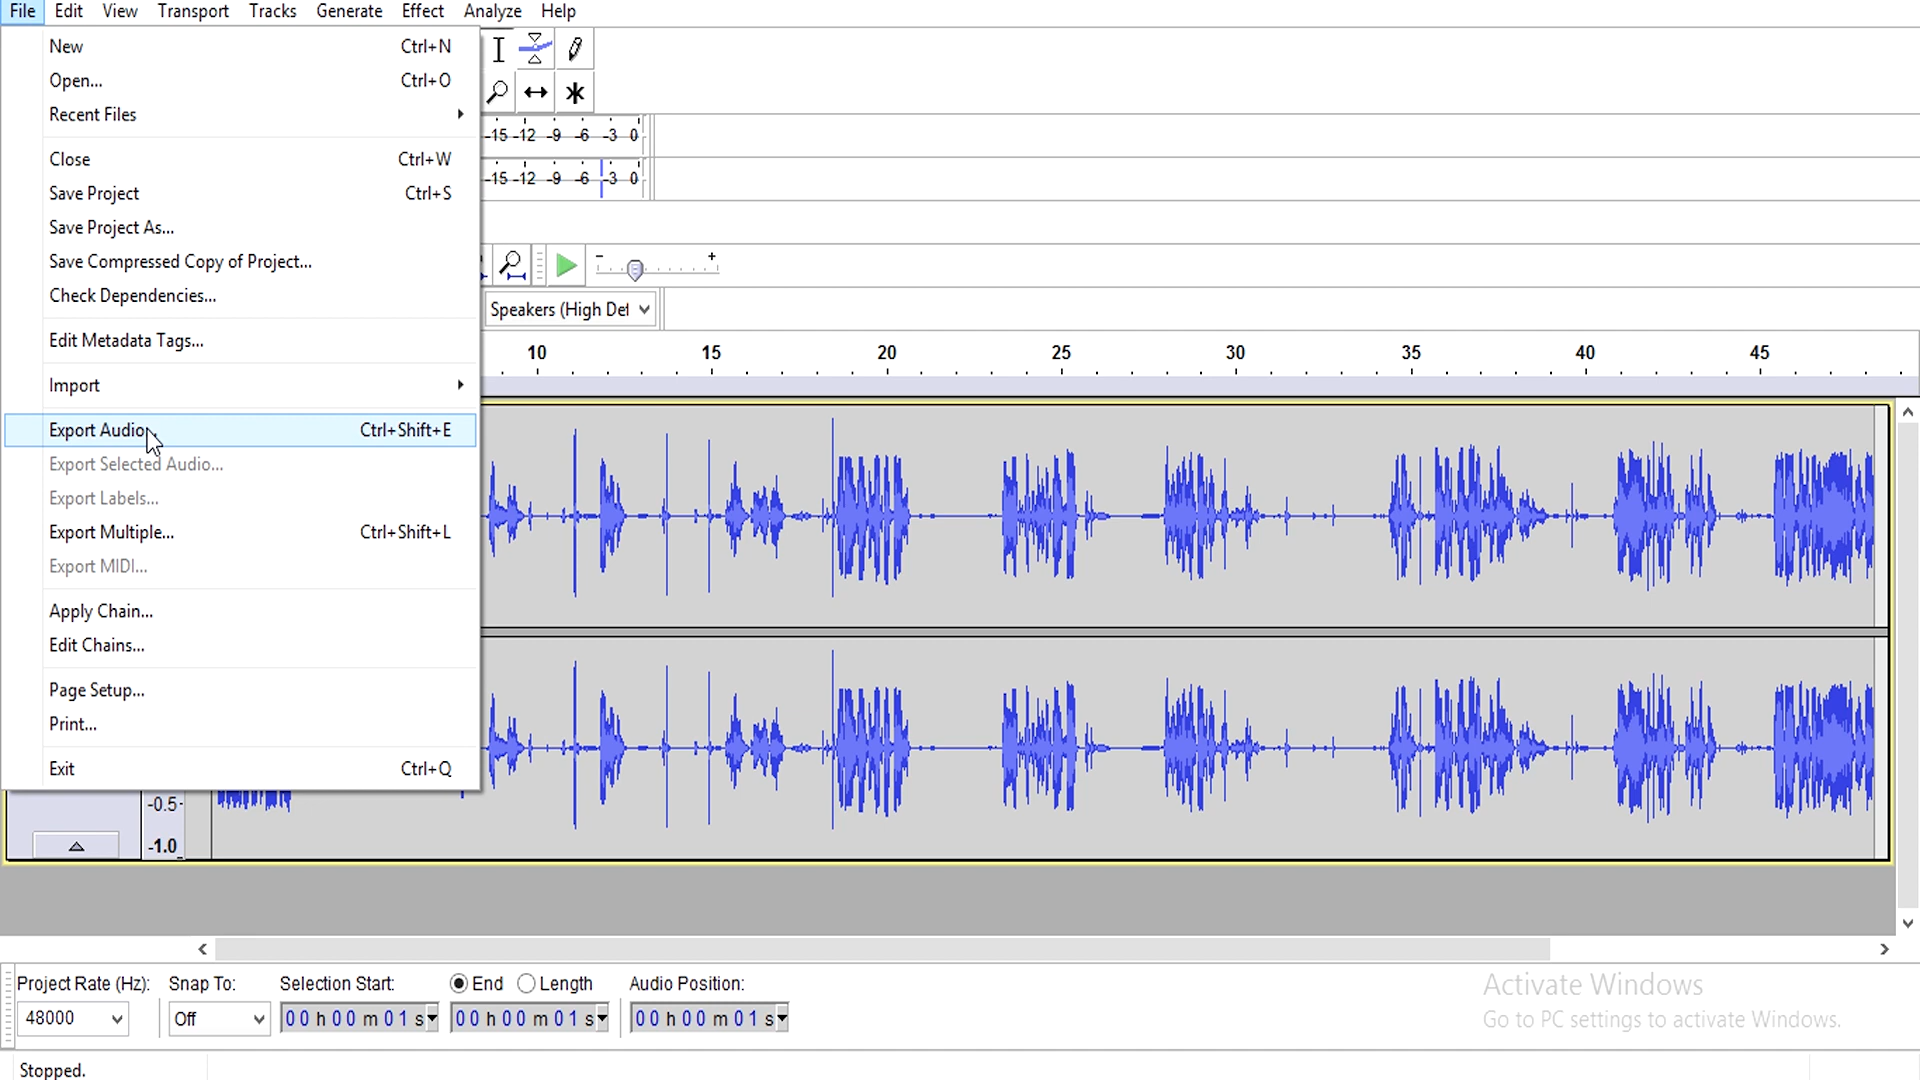 File Edit View Transport Tracks Generate Effect Analyze Help
New Ctrl+N
Open... Ctrl+O
Recent Files
Close Ctrl+W
Save Project Ctrl+S
Save Project As...
Save Compressed Copy of Project...
Check Dependencies...
Edit Metadata Tags...
Import
Export Audio Ctrl+Shift+E
Export Selected Audio...
Export Labels...
Export Multiple... Ctrl+Shift+L
Export MIDI...
Apply Chain...
Edit Chains...
Page Setup...
Print...
Exit Ctrl+Q
-15 -12 -9 -6 -3 0
-15 -12 -9 -6 -3 0
- +
Speakers (High Def
10 15 20 25 30 35 40 45
-0.5
-1.0
Project Rate (Hz): Snap To: Selection Start: End Length Audio Position:
48000 Off 00 h 00 m 01 s 00 h 00 m 01 s 00 h 00 m 01 s
Activate Windows
Go to PC settings to activate Windows.
Stopped.